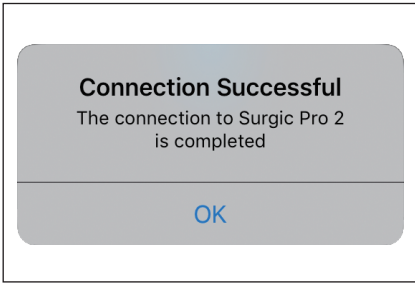 Connection Successful
The connection to Surgic Pro 2
is completed
OK